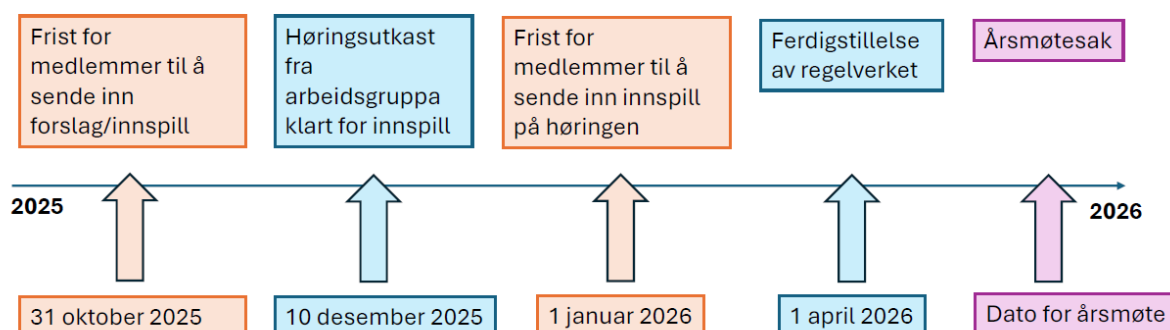 Frist for
medlemmer til å
sende inn
forslag/innspill
Høringsutkast
fra
arbeidsgruppa
klart for innspill
Frist for
medlemmer til å
sende inn innspill
på høringen
Ferdigstillelse
av regelverket
Årsmøtesak
2025
2026
31 oktober 2025
10 desember 2025
1 januar 2026
1 april 2026
Dato for årsmøte